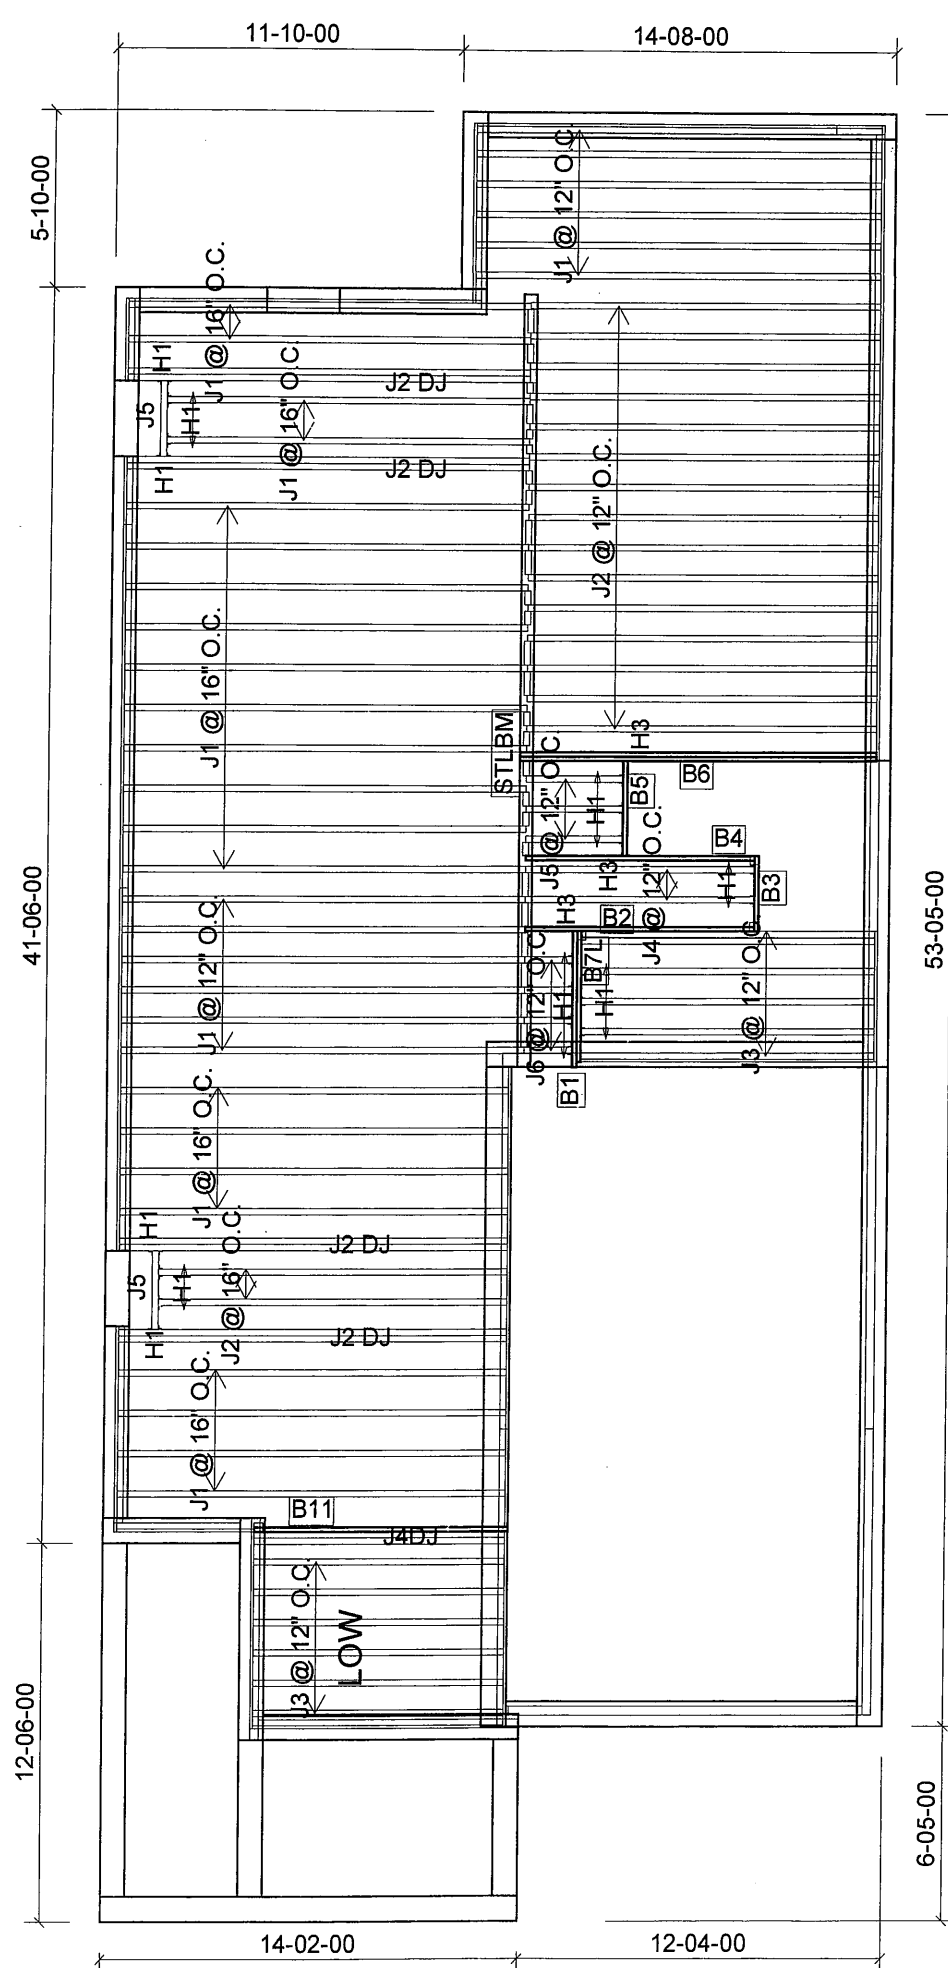 11-10-00
14-08-00
5-10-00
J1 @ 12" O.C.
J1 @ 16" O.C.
H1
J5
H1
J1 @ 16" O.C.
J2 DJ
H1
J2 DJ
J2 @ 12" O.C.
J1 @ 16" O.C.
STLBM
H3
41-06-00
J5 @ 12" O.C.
H1
B5
B6
B4
J1 @ 12" O.C.
H3
H3
B2
J4 @ 12" O.C.
H1
B3
53-05-00
J6 @ 12" O.C.
H1
B7L
H1
J3 @ 12" O.C.
B1
J1 @ 16" O.C.
H1
J2 DJ
J5
H1
J2 @ 16" O.C.
H1
J2 DJ
J1 @ 16" O.C.
B11
J4DJ
J3 @ 12" O.C.
LOW
12-06-00
6-05-00
14-02-00
12-04-00